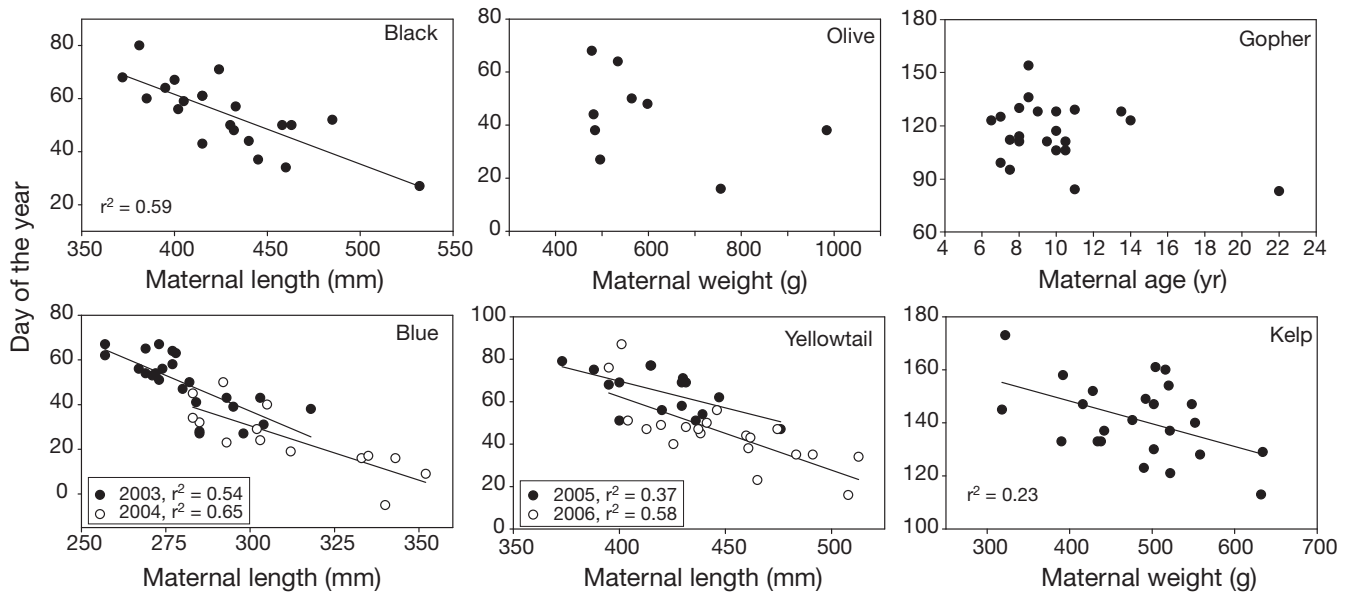 Day of the year
80
60
40
20
350 400 450 500 550
Black
r² = 0.59
Maternal length (mm)
80
60
40
20
0
400 600 800 1000
Olive
Maternal weight (g)
180
150
120
90
60
4 6 8 10 12 14 16 18 20 22 24
Gopher
Maternal age (yr)
80
60
40
20
0
250 275 300 325 350
Blue
2003, r² = 0.54
2004, r² = 0.65
Maternal length (mm)
100
80
60
40
20
0
350 400 450 500
Yellowtail
2005, r² = 0.37
2006, r² = 0.58
Maternal length (mm)
180
160
140
120
100
300 400 500 600 700
Kelp
r² = 0.23
Maternal weight (g)